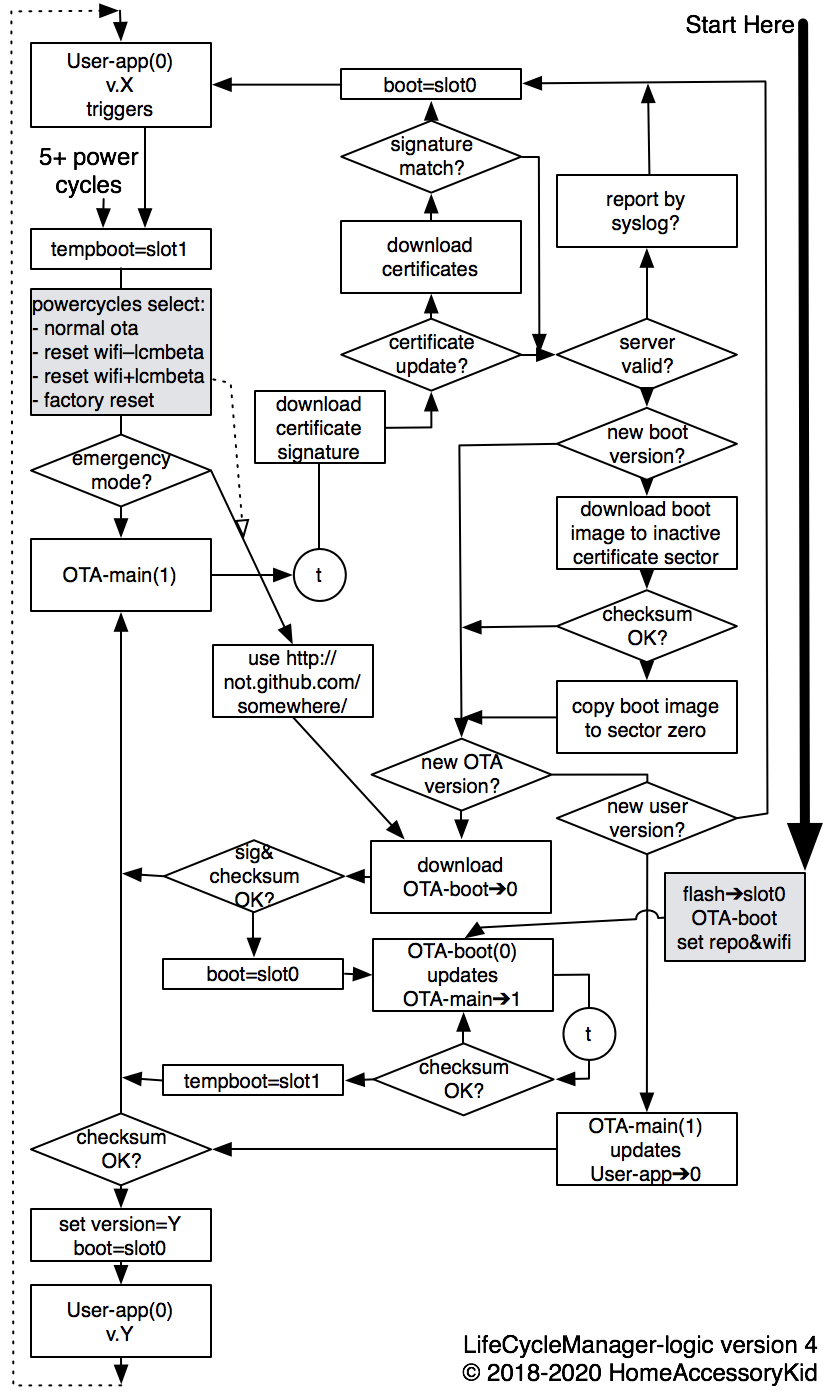 Start Here
User-app(0)
v.X
triggers
boot=slot0
signature
match?
5+ power
cycles
report by
syslog?
tempboot=slot1
download
certificates
powercycles select:
- normal ota
- reset wifi–lcmbeta
- reset wifi+lcmbeta
- factory reset
certificate
update?
server
valid?
download
certificate
signature
new boot
version?
emergency
mode?
download boot
image to inactive
certificate sector
OTA-main(1)
t
checksum
OK?
use http://
not.github.com/
somewhere/
copy boot image
to sector zero
new OTA
version?
new user
version?
sig&
checksum
OK?
download
OTA-boot➔0
flash➔slot0
OTA-boot
set repo&wifi
boot=slot0
OTA-boot(0)
updates
OTA-main➔1
t
tempboot=slot1
checksum
OK?
checksum
OK?
OTA-main(1)
updates
User-app➔0
set version=Y
boot=slot0
User-app(0)
v.Y
LifeCycleManager-logic version 4
© 2018-2020 HomeAccessoryKid